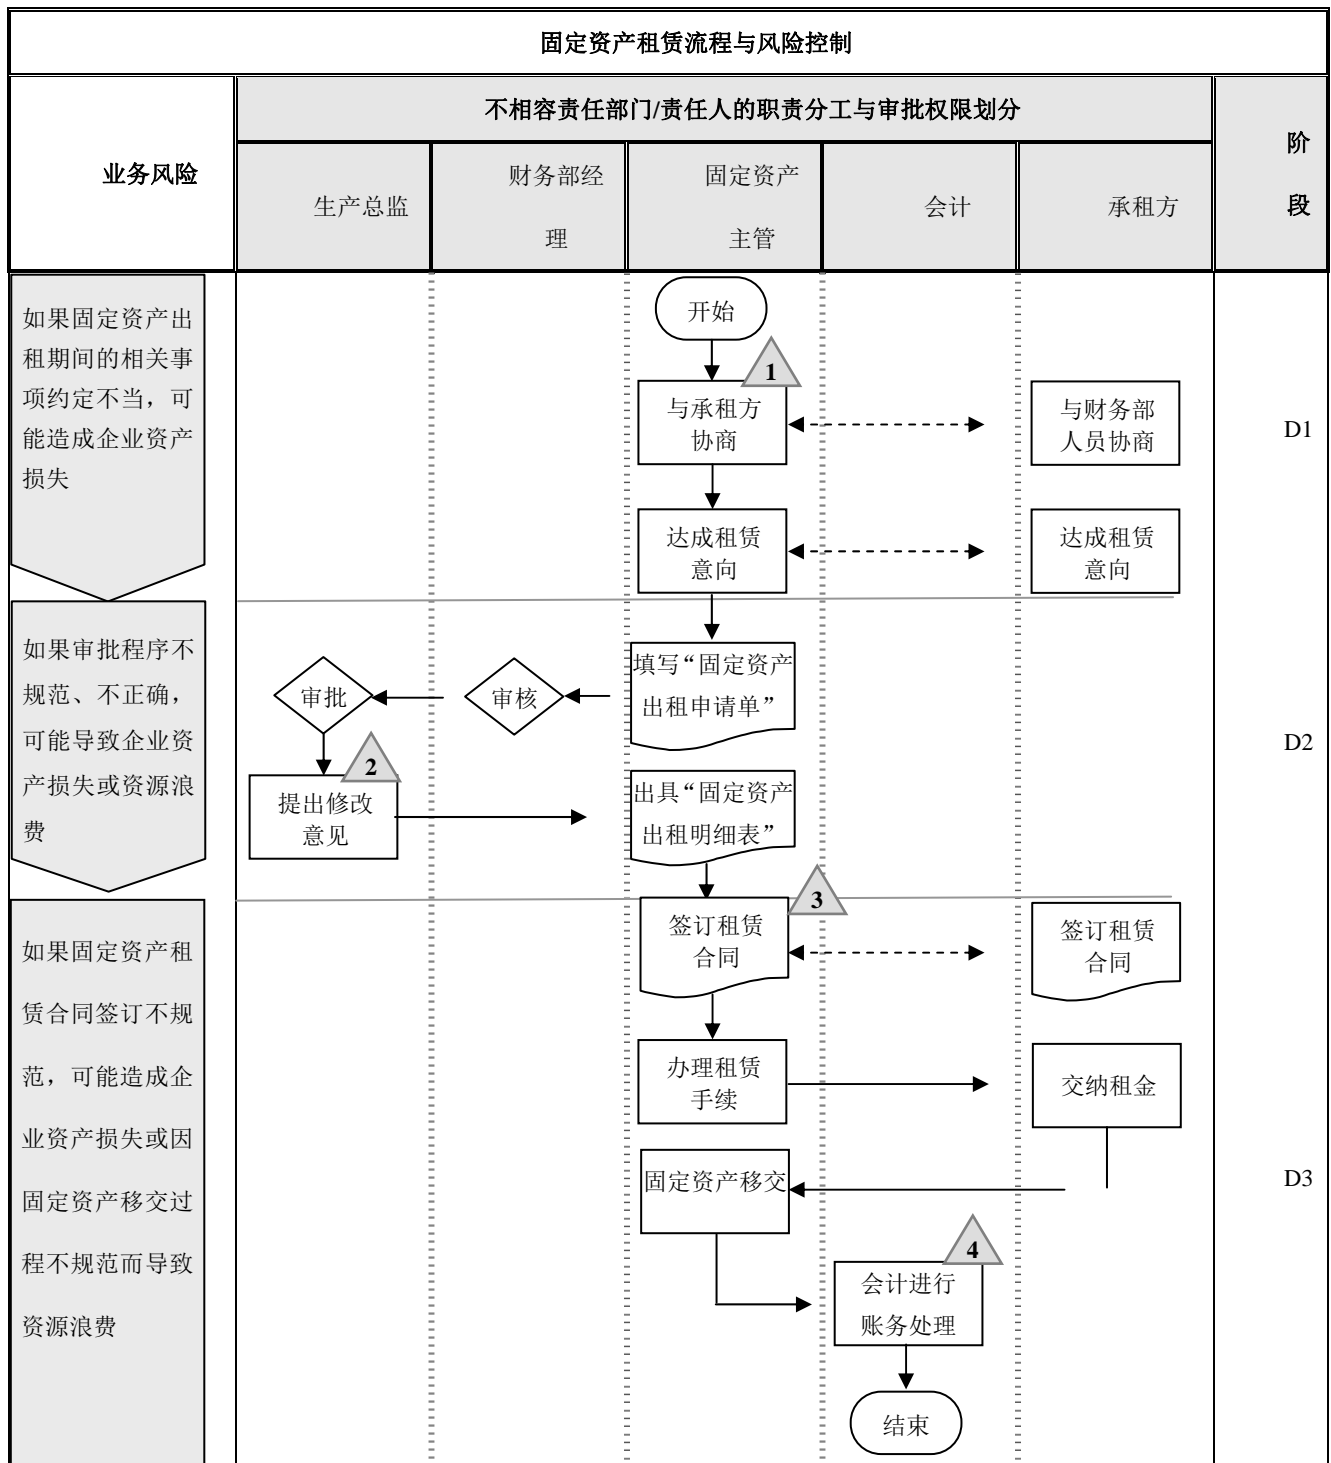 固定资产租赁流程与风险控制
业务风险
不相容责任部门/责任人的职责分工与审批权限划分
阶
段
生产总监
财务部经
理
固定资产
主管
会计
承租方
如果固定资产出
租期间的相关事
项约定不当，可
能造成企业资产
损失
开始
1
与承租方
协商
与财务部
人员协商
D1
达成租赁
意向
达成租赁
意向
如果审批程序不
规范、不正确，
可能导致企业资
产损失或资源浪
费
审批
审核
填写“固定资产
出租申请单”
2
提出修改
意见
出具“固定资产
出租明细表”
D2
如果固定资产租
赁合同签订不规
范，可能造成企
业资产损失或因
固定资产移交过
程不规范而导致
资源浪费
3
签订租赁
合同
签订租赁
合同
办理租赁
手续
交纳租金
固定资产移交
D3
4
会计进行
账务处理
结束